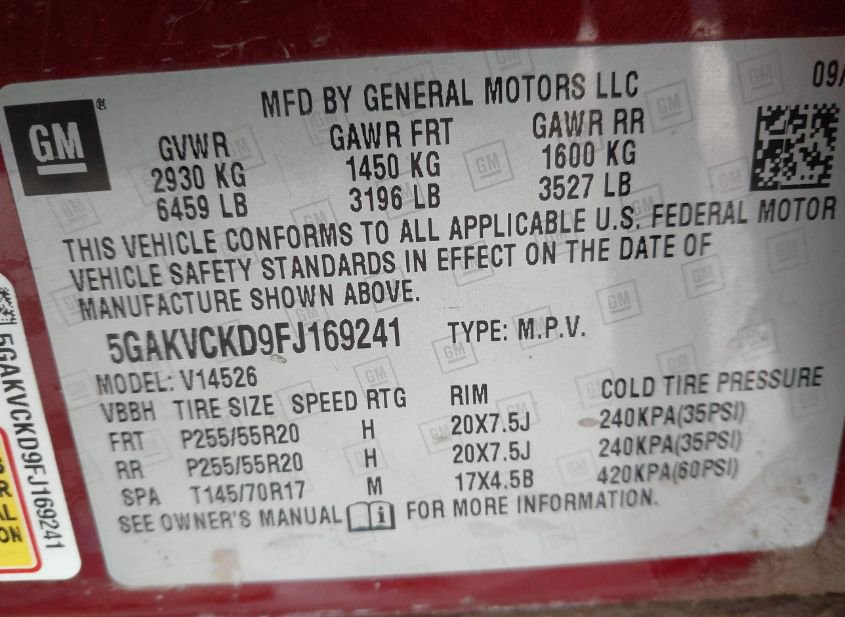 MFD BY GENERAL MOTORS LLC
09/
GM
®
GVWR GAWR FRT GAWR RR
2930 KG 1450 KG 1600 KG
6459 LB 3196 LB 3527 LB
THIS VEHICLE CONFORMS TO ALL APPLICABLE U.S. FEDERAL MOTOR
VEHICLE SAFETY STANDARDS IN EFFECT ON THE DATE OF
MANUFACTURE SHOWN ABOVE.
5GAKVCKD9FJ169241 TYPE: M.P.V.
MODEL: V14526
VBBH TIRE SIZE SPEED RTG RIM COLD TIRE PRESSURE
FRT P255/55R20 H 20X7.5J 240KPA(35PSI)
RR P255/55R20 H 20X7.5J 240KPA(35PSI)
SPA T145/70R17 M 17X4.5B 420KPA(60PSI)
SEE OWNER'S MANUAL i FOR MORE INFORMATION.
5GAKVCKD9FJ169241